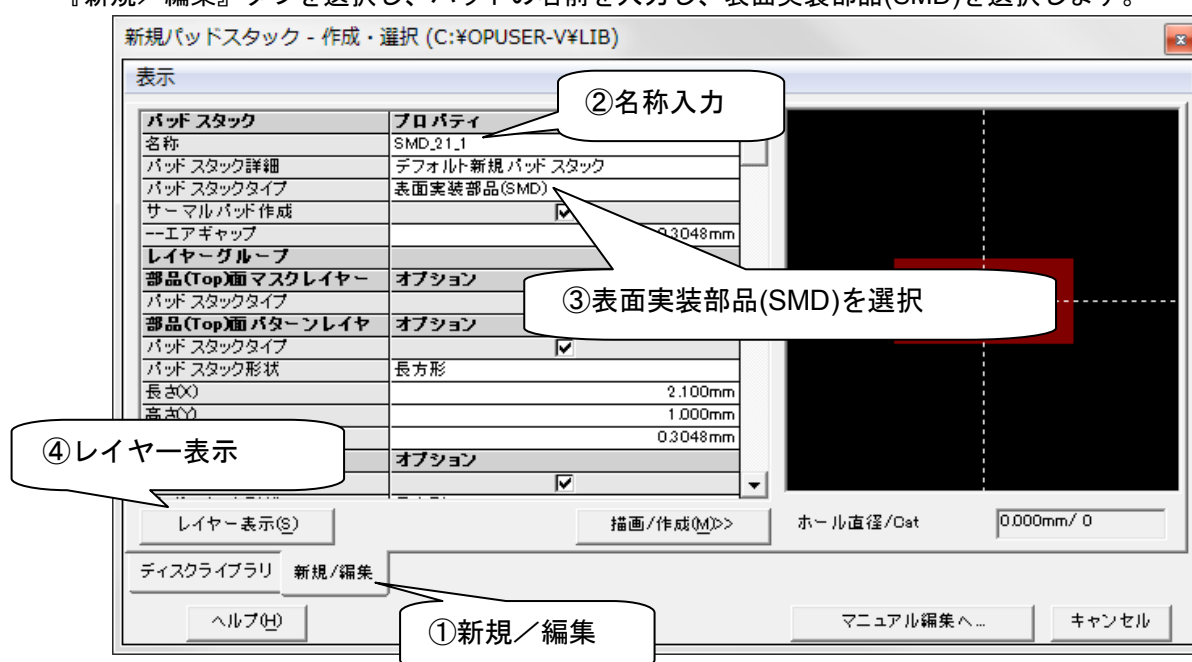 『新規／編集』タブを選択し、パッドの名前を入力し、表面実装部品(SMD)を選択します。
新規パッドスタック - 作成・選択 (C:¥OPUSER-V¥LIB)
表示
②名称入力
パッド スタック プロパティ
名称 SMD_21_1
パッド スタック詳細 デフォルト新規 パッド スタック
パッド スタックタイプ 表面実装部品(SMD)
サーマルパッド作成
--エアギャップ 0.3048mm
レイヤーグループ
部品(Top)面 マスクレイヤー オプション
パッド スタックタイプ
③表面実装部品(SMD)を選択
部品(Top)面 パターンレイヤ オプション
パッド スタックタイプ
パッド スタック形状 長方形
長さ(X) 2.100mm
高さ(Y) 1.000mm
0.3048mm
④レイヤー表示
オプション
レイヤー表示(S)
描画/作成(M)>>
ホール直径/Cat 0.000mm/ 0
ディスクライブラリ 新規/編集
①新規／編集
ヘルプ(H)
マニュアル編集へ...
キャンセル